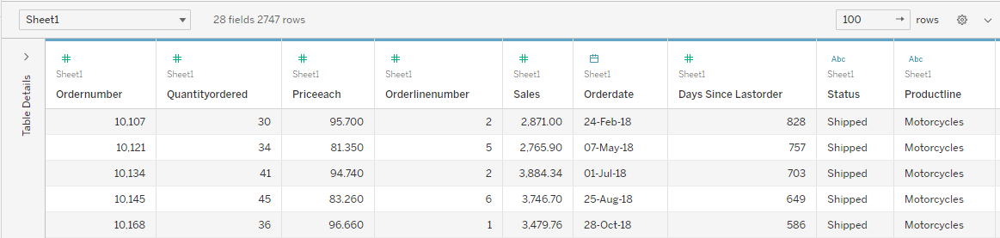 Sheet1 28 fields 2747 rows 100 → rows
# # # # # # Abc Abc
Sheet1 Sheet1 Sheet1 Sheet1 Sheet1 Sheet1 Sheet1 Sheet1 Sheet1
Ordernumber Quantityordered Priceeach Orderlinenumber Sales Orderdate Days Since Lastorder Status Productline
Table Details
10,107 30 95.700 2 2,871.00 24-Feb-18 828 Shipped Motorcycles
10,121 34 81.350 5 2,765.90 07-May-18 757 Shipped Motorcycles
10,134 41 94.740 2 3,884.34 01-Jul-18 703 Shipped Motorcycles
10,145 45 83.260 6 3,746.70 25-Aug-18 649 Shipped Motorcycles
10,168 36 96.660 1 3,479.76 28-Oct-18 586 Shipped Motorcycles